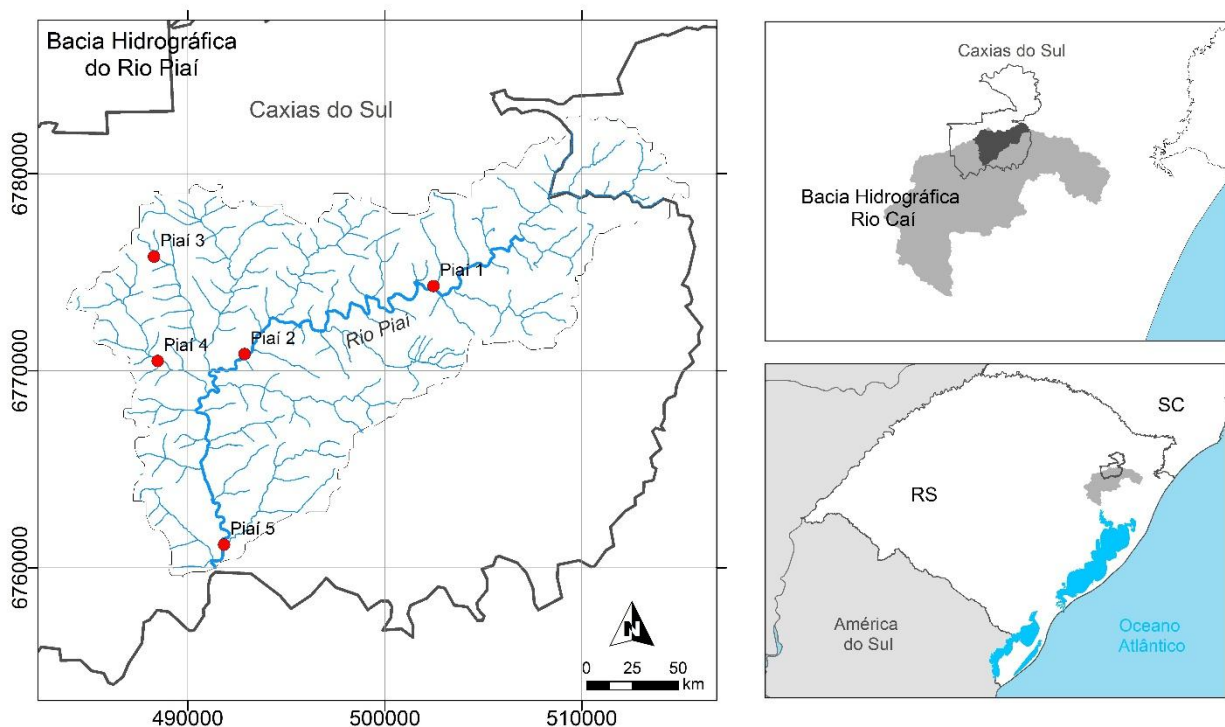 Bacia Hidrográfica
do Rio Piaí
Caxias do Sul
6780000
6770000
6760000
Piaí 3
Piaí 1
Rio Piaí
Piaí 2
Piaí 4
Piaí 5
N
0 25 50
km
490000 500000 510000
Caxias do Sul
Bacia Hidrográfica
Rio Caí
SC
RS
América
do Sul
Oceano
Atlântico